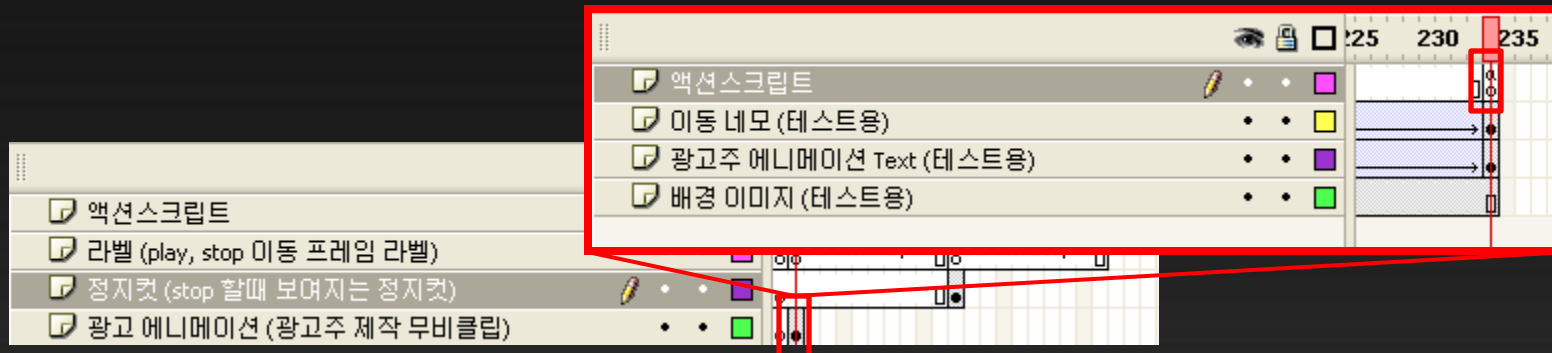 225 230 235
액션스크립트
이동 네모 (테스트용)
광고주 에니메이션 Text (테스트용)
배경 이미지 (테스트용)
액션스크립트
라벨 (play, stop 이동 프레임 라벨)
정지컷 (stop 할때 보여지는 정지컷)
광고 에니메이션 (광고주 제작 무비클립)